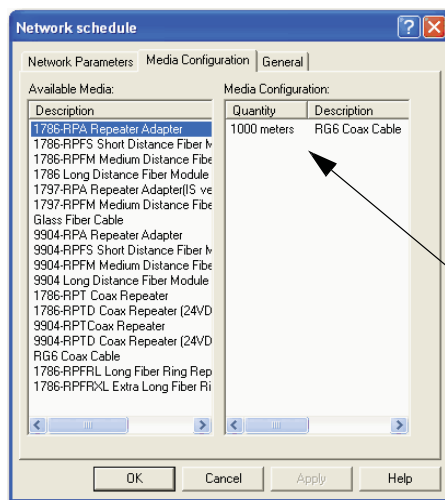 Network schedule
Network Parameters Media Configuration General
Available Media:
Description
1786-RPA Repeater Adapter
1786-RPFS Short Distance Fiber M
1786-RPFM Medium Distance Fibe
1786 Long Distance Fiber Module
1797-RPA Repeater Adapter(IS ve
1797-RPFM Medium Distance Fibe
Glass Fiber Cable
9904-RPA Repeater Adapter
9904-RPFS Short Distance Fiber M
9904-RPFM Medium Distance Fibe
9904 Long Distance Fiber Module
1786-RPT Coax Repeater
1786-RPTD Coax Repeater (24VD
9904-RPTCoax Repeater
9904-RPTD Coax Repeater (24VD
RG6 Coax Cable
1786-RPFRL Long Fiber Ring Rep
1786-RPFRXL Extra Long Fiber Ri
Media Configuration:
Quantity Description
1000 meters RG6 Coax Cable
OK Cancel Apply Help